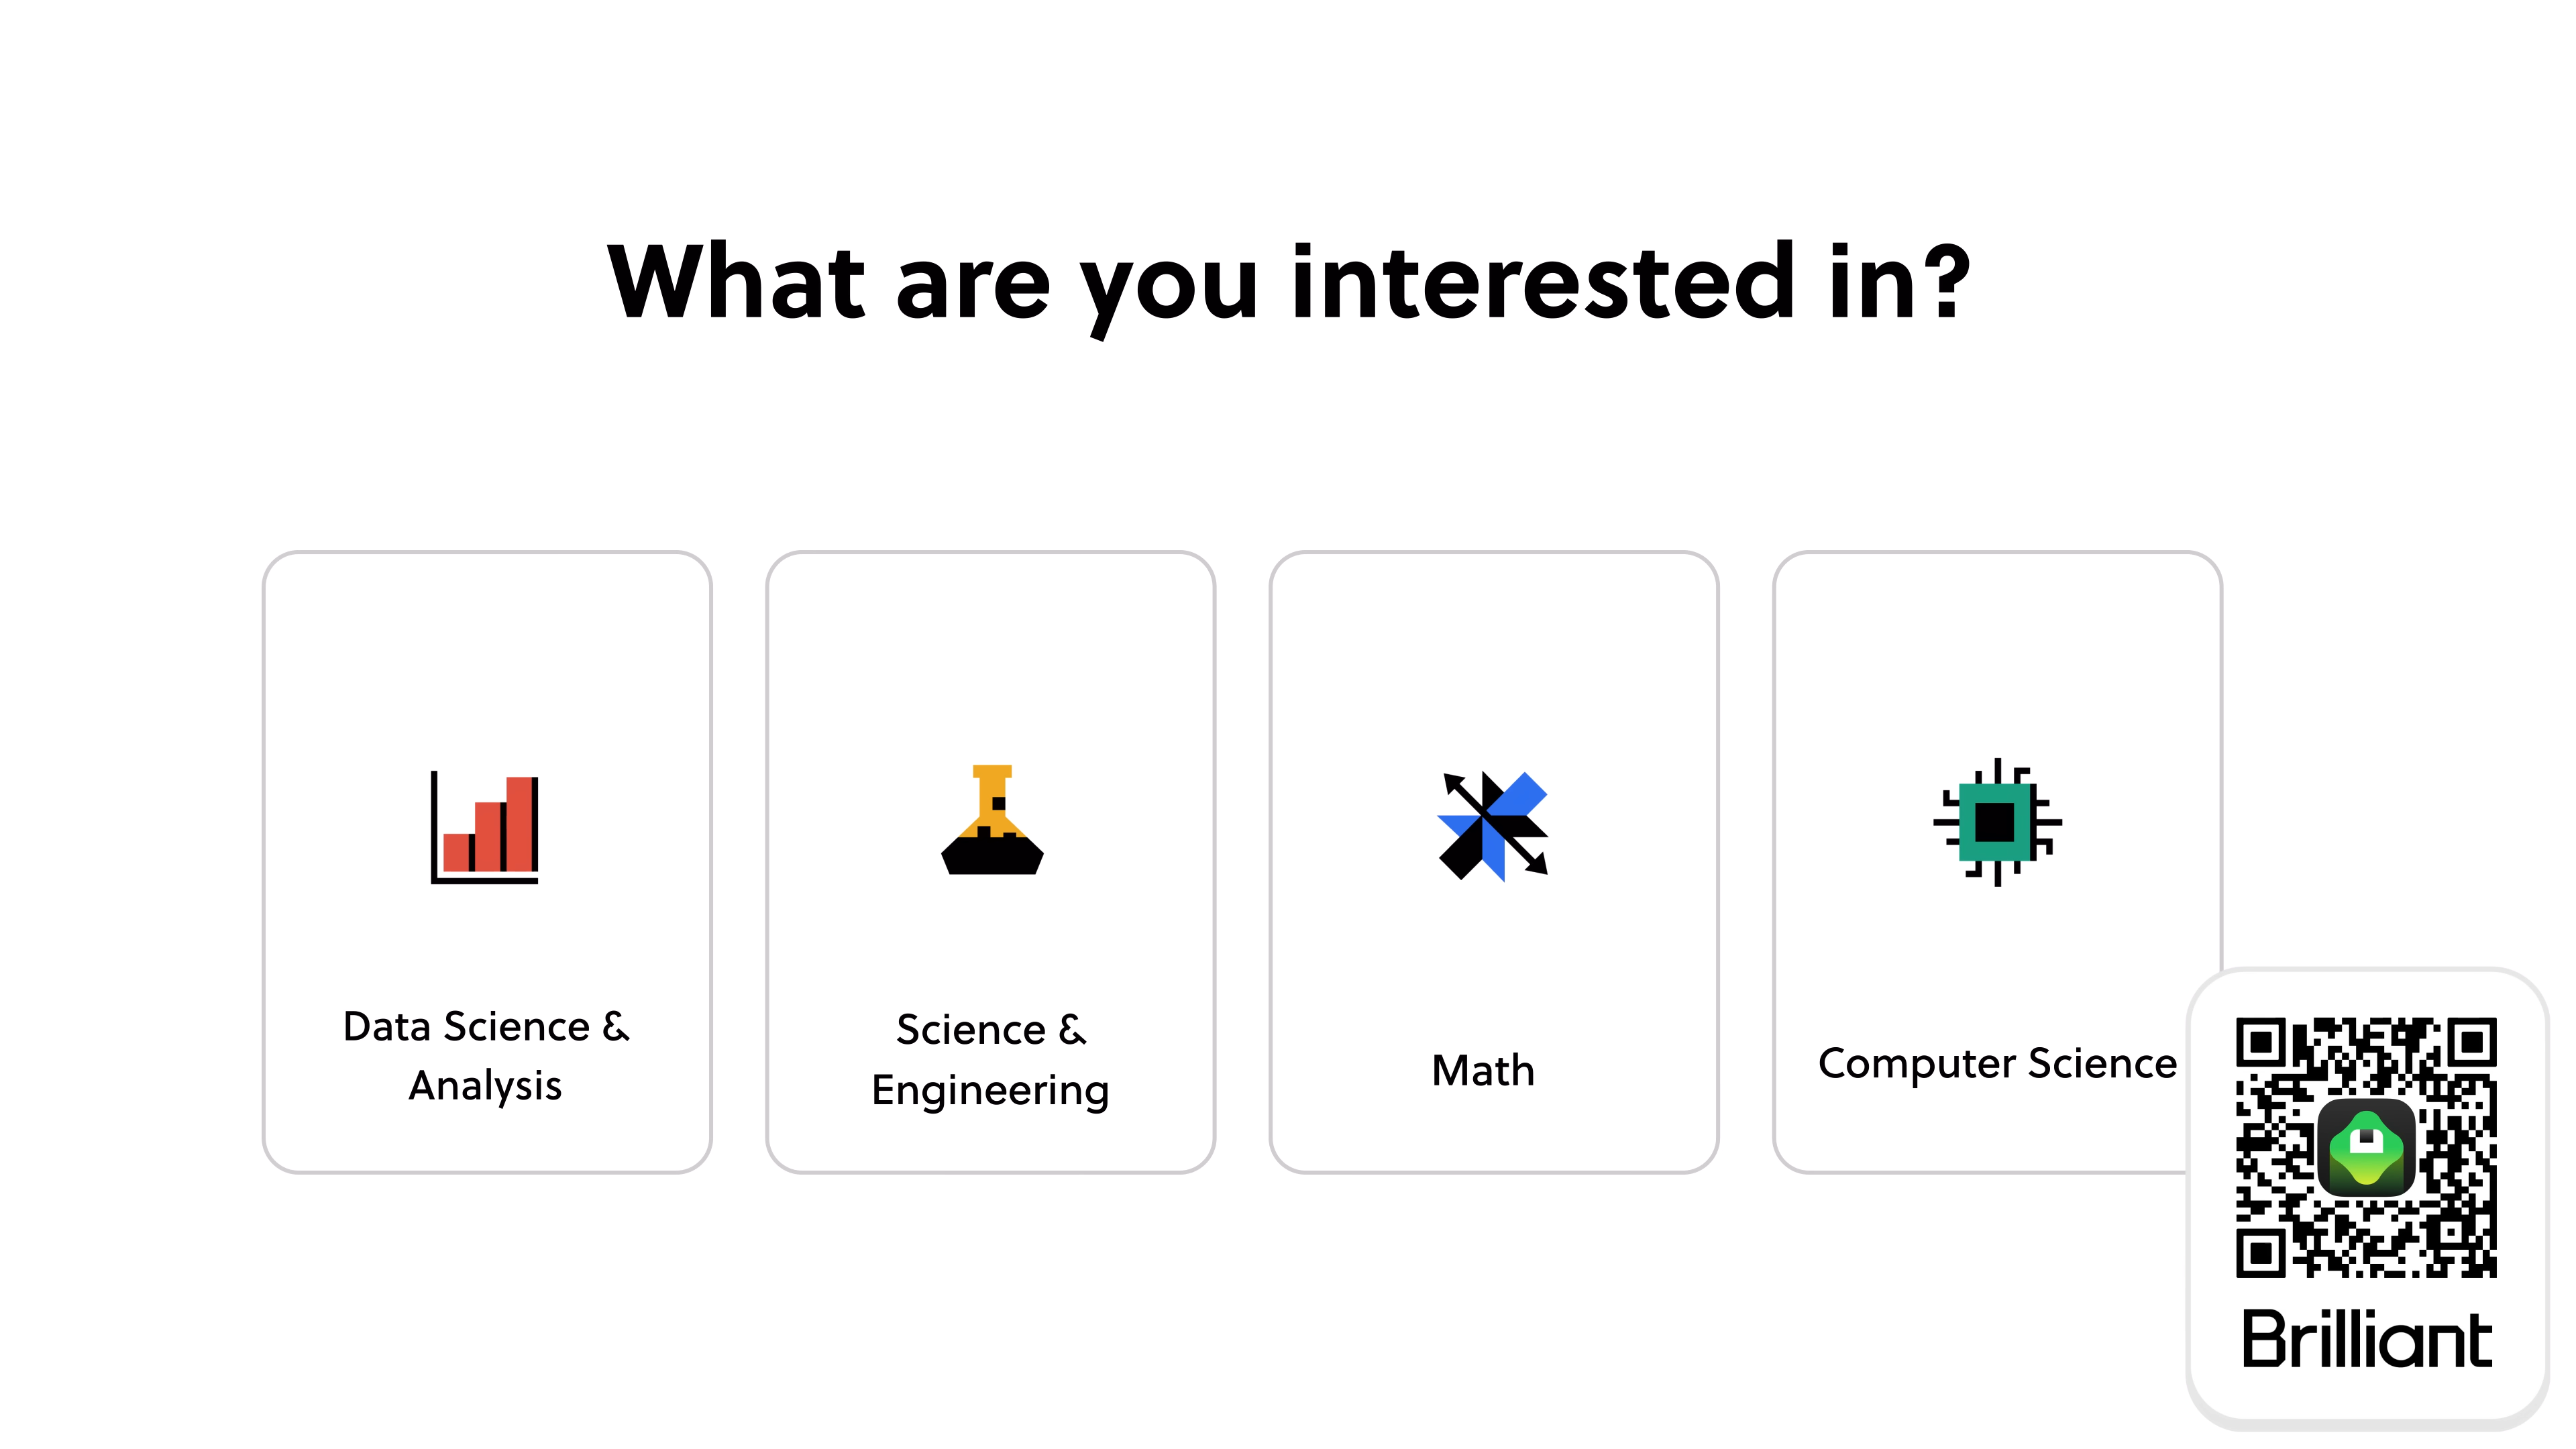 What are you interested in?
Data Science &
Analysis
Science &
Engineering
Math
Computer Science
Brilliant